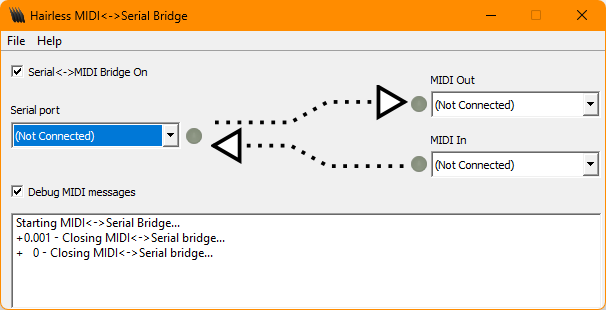 Hairless MIDI<->Serial Bridge
File Help
Serial<->MIDI Bridge On
MIDI Out
(Not Connected)
Serial port
(Not Connected)
MIDI In
(Not Connected)
Debug MIDI messages
Starting MIDI<->Serial Bridge...
+0.001 - Closing MIDI<->Serial bridge...
+   0 - Closing MIDI<->Serial bridge...